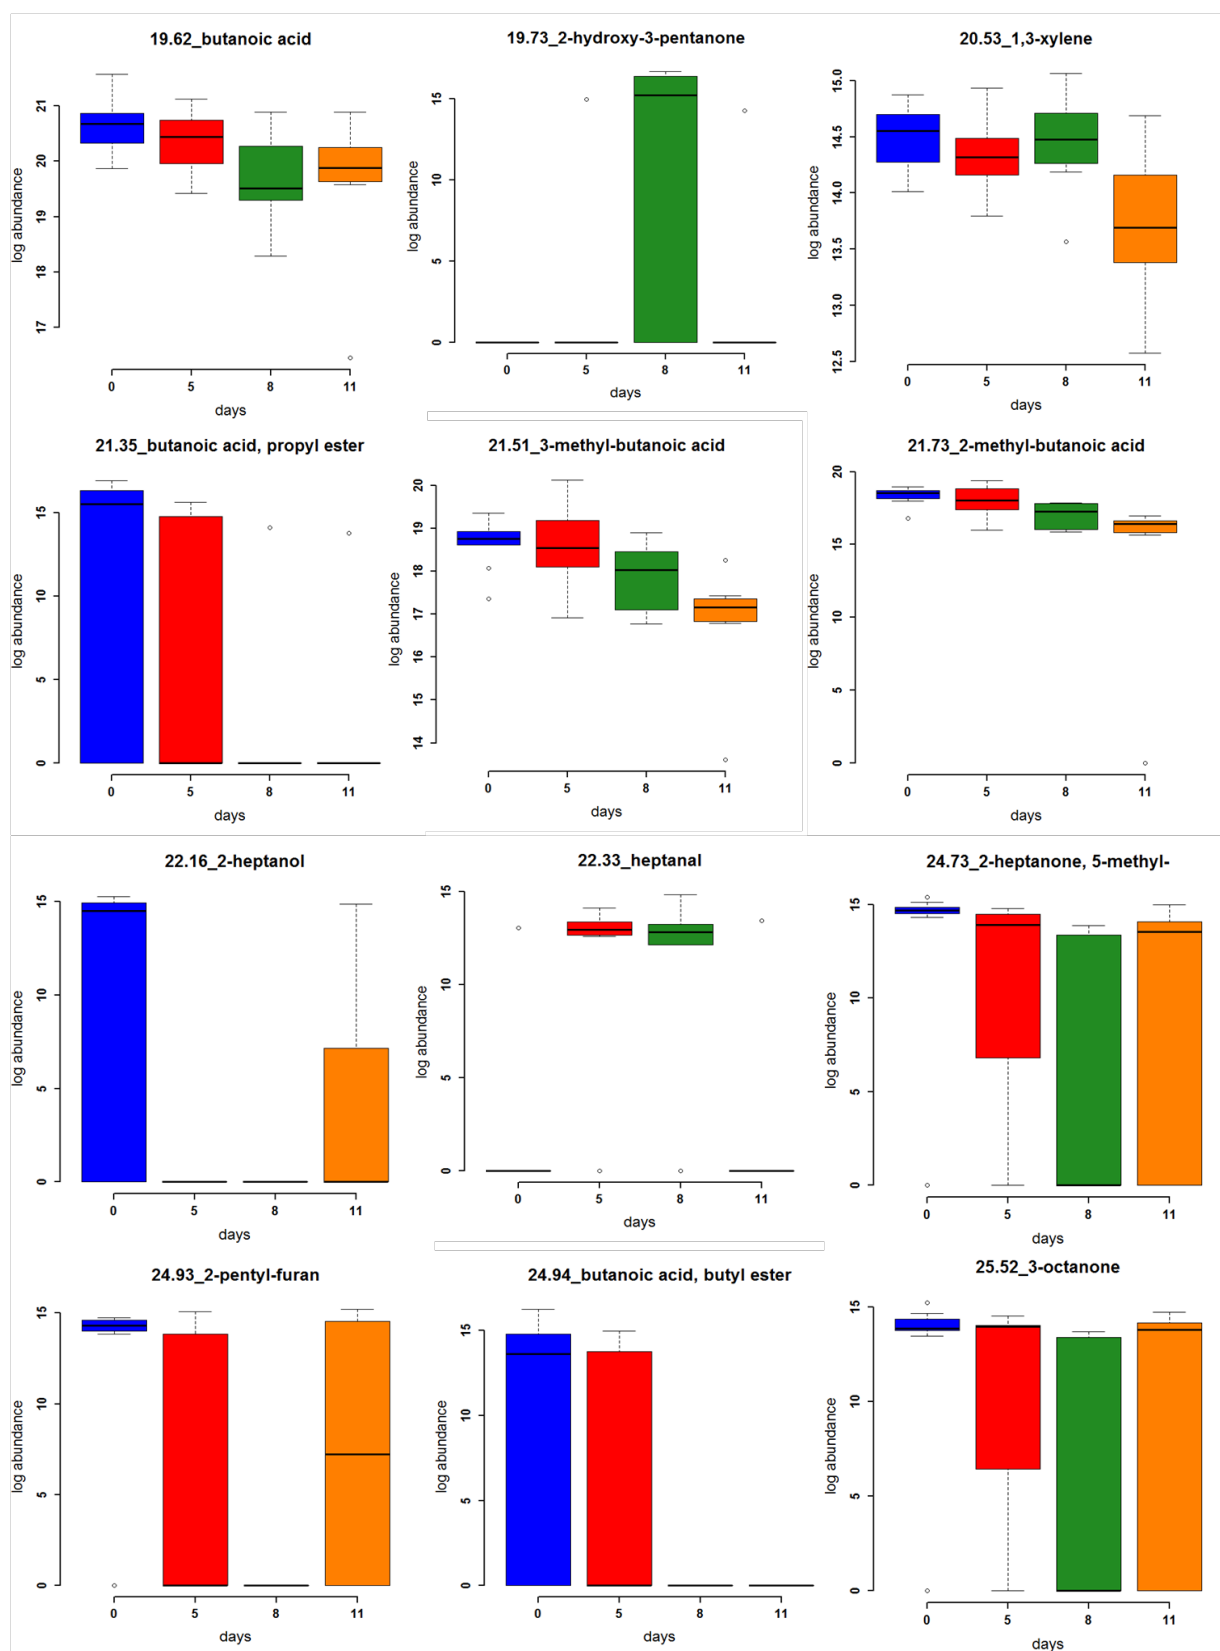 19.62_butanoic acid
log abundance
21
20
19
18
17
0 5 8 11
days
19.73_2-hydroxy-3-pentanone
log abundance
15
10
5
0
0 5 8 11
days
20.53_1,3-xylene
log abundance
15.0
14.5
14.0
13.5
13.0
12.5
0 5 8 11
days
21.35_butanoic acid, propyl ester
log abundance
15
10
5
0
0 5 8 11
days
21.51_3-methyl-butanoic acid
log abundance
20
19
18
17
16
15
14
0 5 8 11
days
21.73_2-methyl-butanoic acid
log abundance
20
15
10
5
0
0 5 8 11
days
22.16_2-heptanol
log abundance
15
10
5
0
0 5 8 11
days
22.33_heptanal
log abundance
15
10
5
0
0 5 8 11
days
24.73_2-heptanone, 5-methyl-
log abundance
15
10
5
0
0 5 8 11
days
24.93_2-pentyl-furan
log abundance
15
10
5
0
0 5 8 11
days
24.94_butanoic acid, butyl ester
log abundance
15
10
5
0
0 5 8 11
days
25.52_3-octanone
log abundance
15
10
5
0
0 5 8 11
days